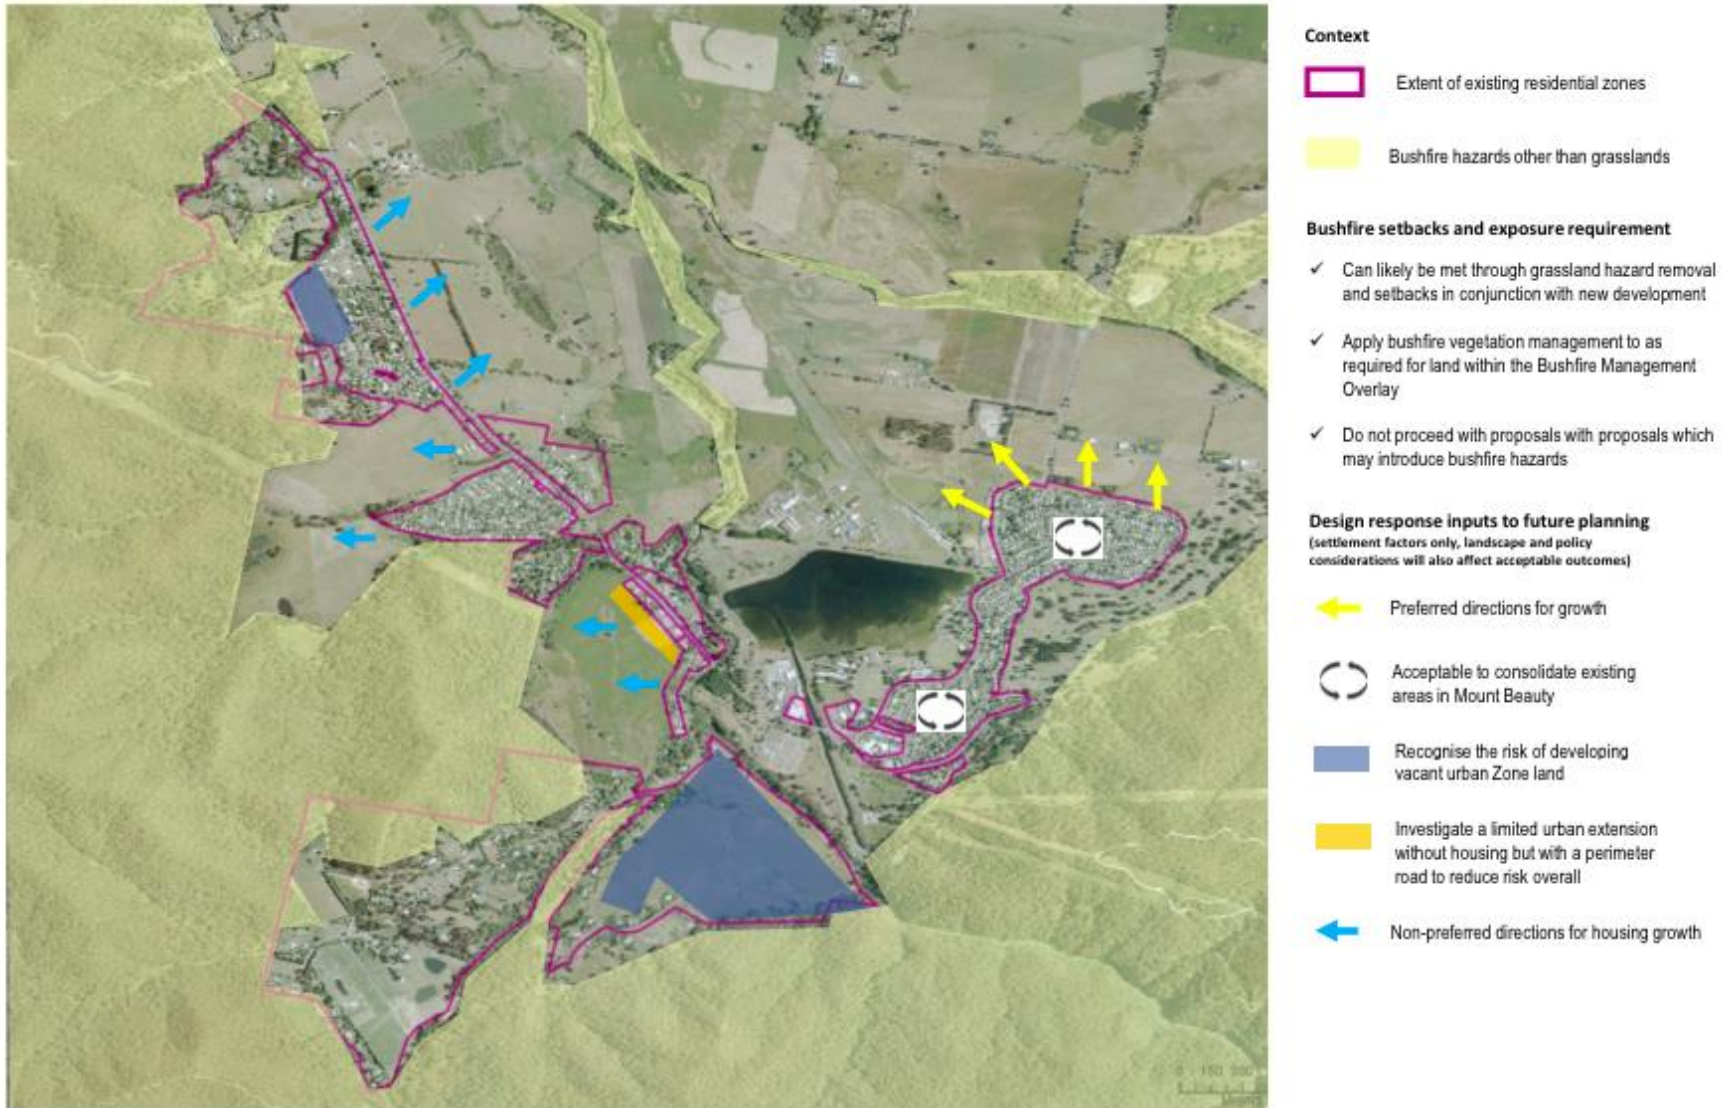 Context
Extent of existing residential zones
Bushfire hazards other than grasslands
Bushfire setbacks and exposure requirement
✓ Can likely be met through grassland hazard removal
and setbacks in conjunction with new development
✓ Apply bushfire vegetation management to as
required for land within the Bushfire Management
Overlay
✓ Do not proceed with proposals with proposals which
may introduce bushfire hazards
Design response inputs to future planning
(settlement factors only, landscape and policy
considerations will also affect acceptable outcomes)
Preferred directions for growth
Acceptable to consolidate existing
areas in Mount Beauty
Recognise the risk of developing
vacant urban Zone land
Investigate a limited urban extension
without housing but with a perimeter
road to reduce risk overall
Non-preferred directions for housing growth